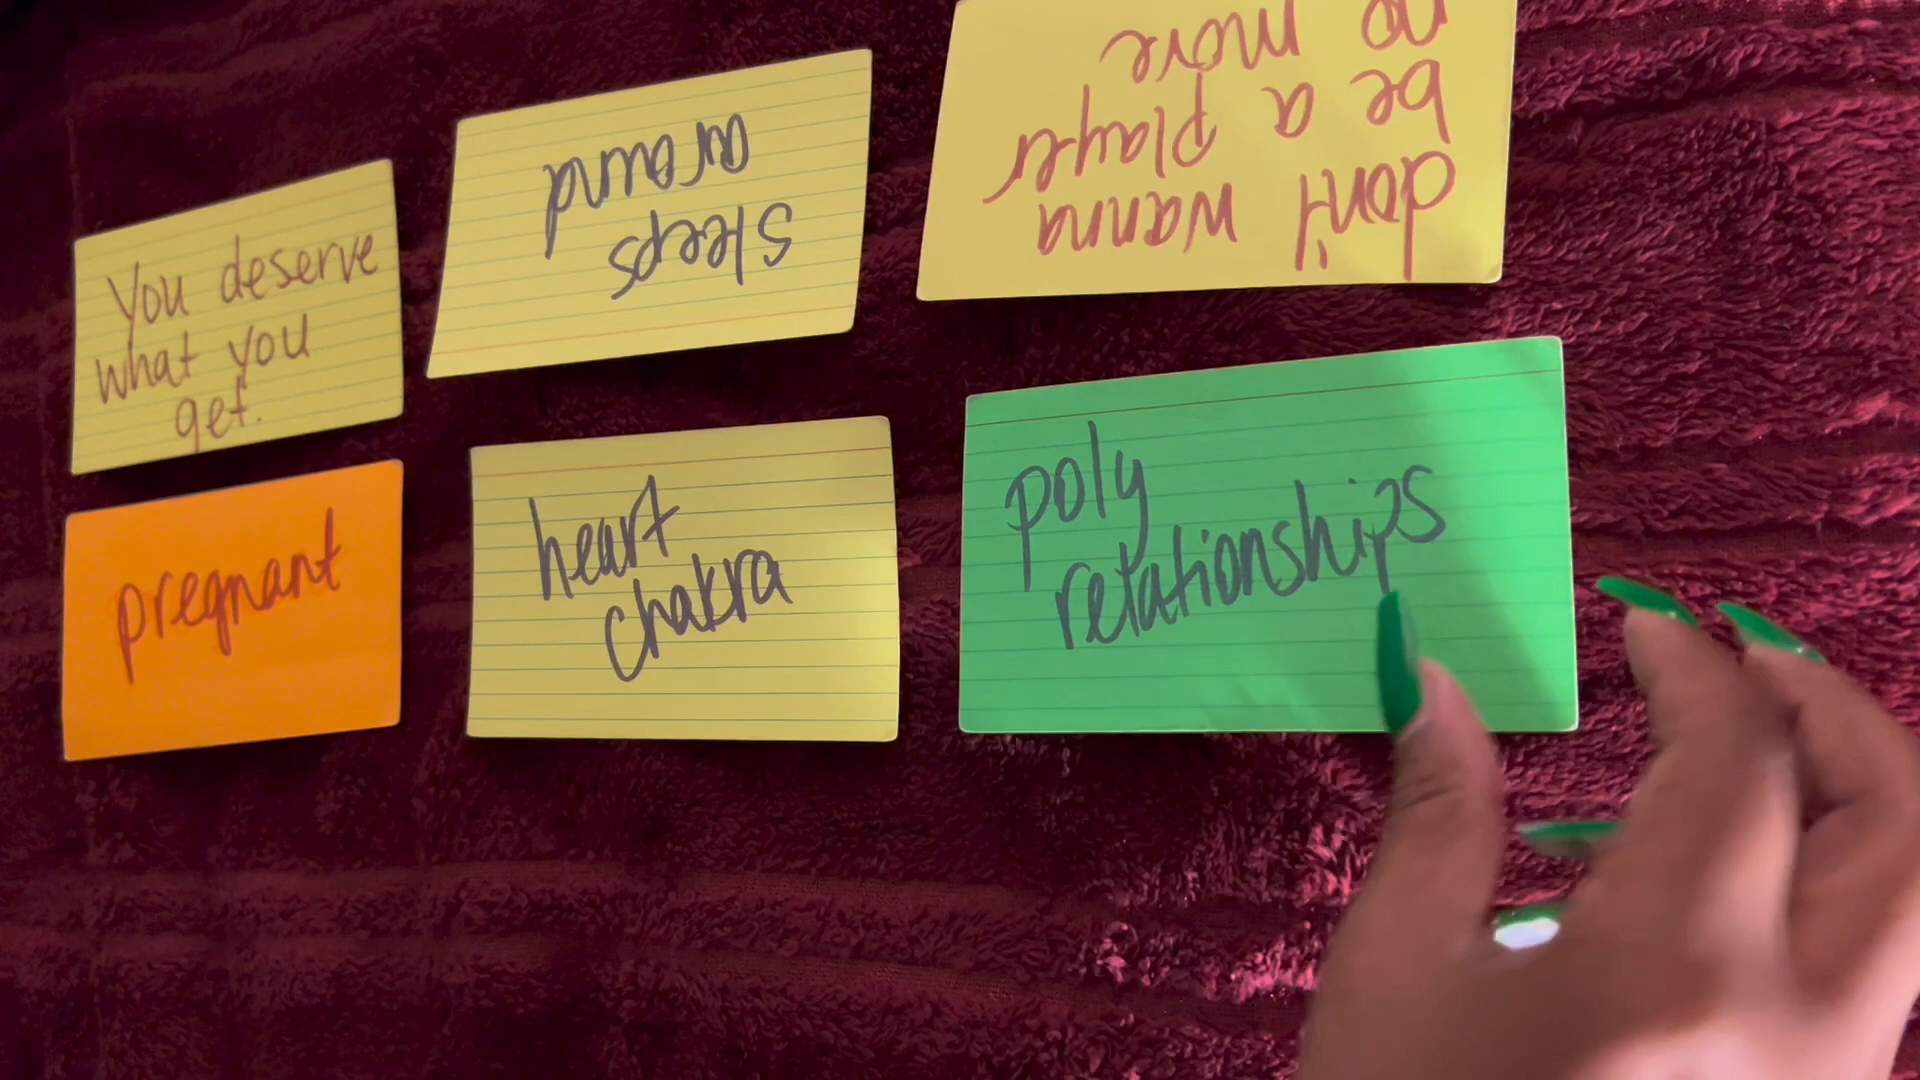 You deserve
what you
get.
sleeps
around
don't wanna
be a player
no more
pregnant
heart
chakra
poly
relationships